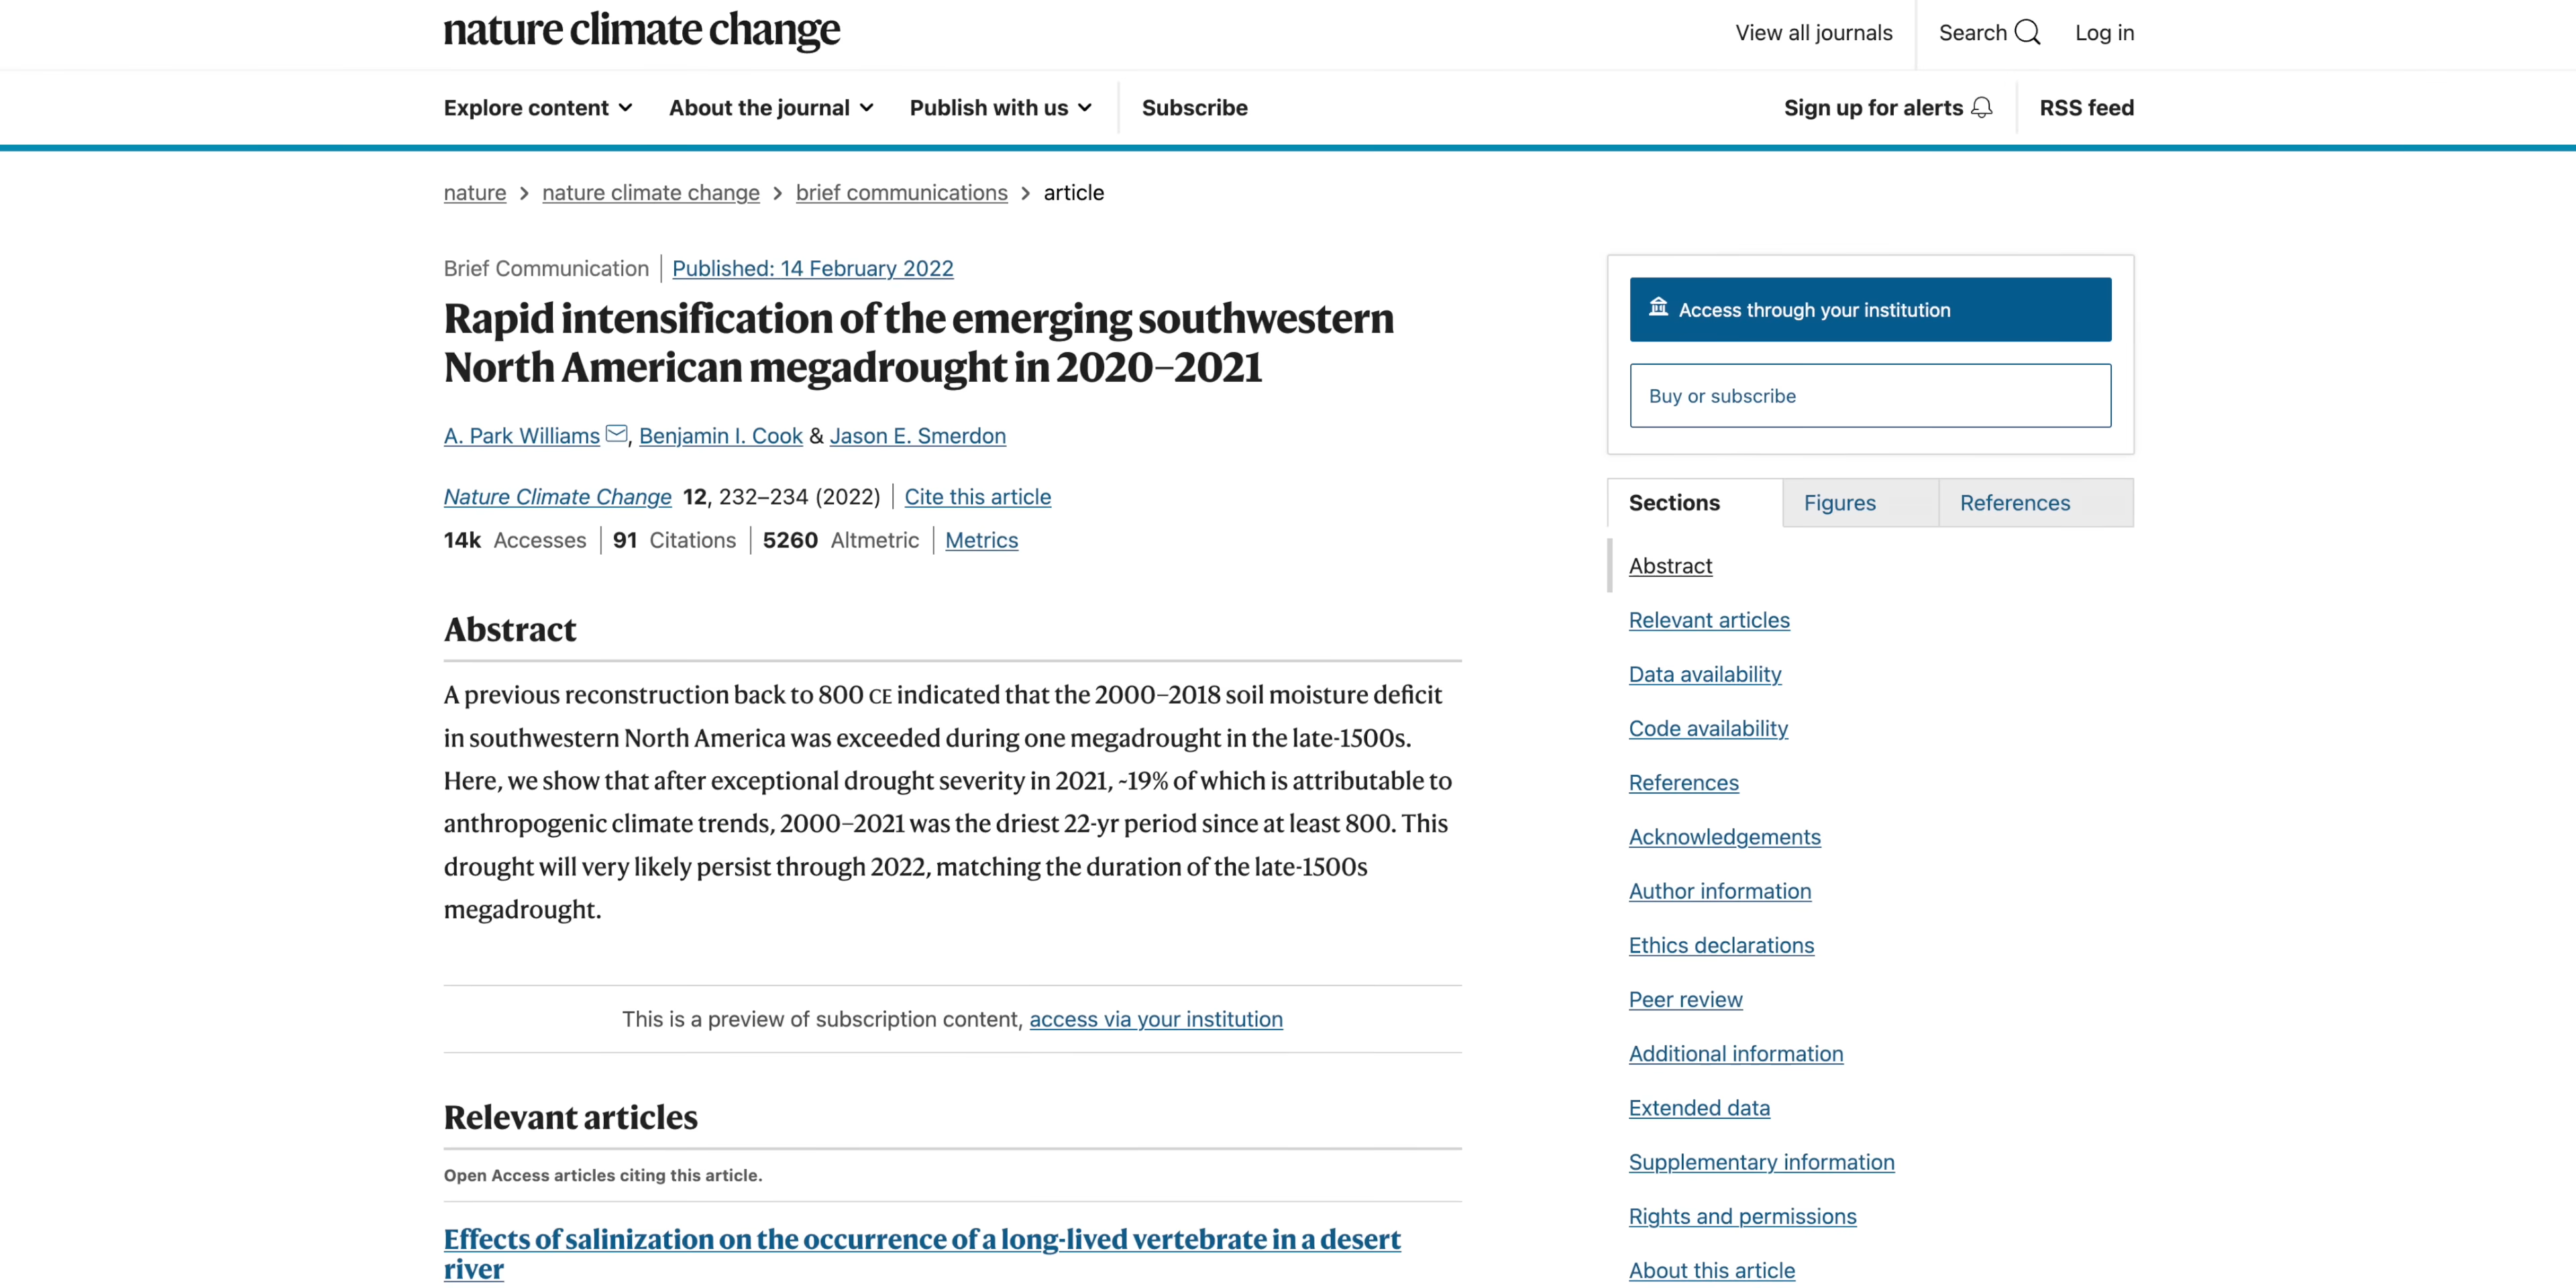 nature climate change
View all journals
Search
Log in
Explore content
About the journal
Publish with us
Subscribe
Sign up for alerts
RSS feed
nature > nature climate change > brief communications > article
Brief Communication | Published: 14 February 2022
Rapid intensification of the emerging southwestern
North American megadrought in 2020–2021
A. Park Williams, Benjamin I. Cook & Jason E. Smerdon
Nature Climate Change 12, 232–234 (2022) | Cite this article
14k Accesses | 91 Citations | 5260 Altmetric | Metrics
Abstract
A previous reconstruction back to 800 CE indicated that the 2000–2018 soil moisture deficit
in southwestern North America was exceeded during one megadrought in the late-1500s.
Here, we show that after exceptional drought severity in 2021, ~19% of which is attributable to
anthropogenic climate trends, 2000–2021 was the driest 22-yr period since at least 800. This
drought will very likely persist through 2022, matching the duration of the late-1500s
megadrought.
This is a preview of subscription content, access via your institution
Relevant articles
Open Access articles citing this article.
Effects of salinization on the occurrence of a long-lived vertebrate in a desert
river
Access through your institution
Buy or subscribe
Sections
Figures
References
Abstract
Relevant articles
Data availability
Code availability
References
Acknowledgements
Author information
Ethics declarations
Peer review
Additional information
Extended data
Supplementary information
Rights and permissions
About this article